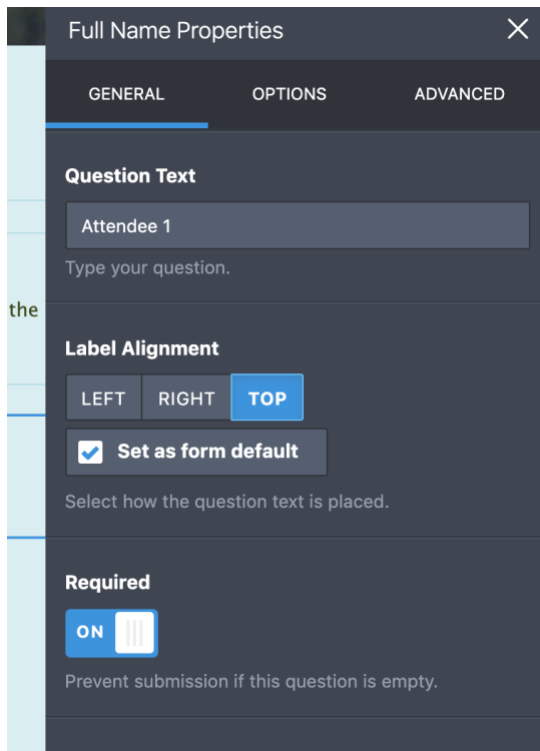 Full Name Properties
GENERAL OPTIONS ADVANCED
Question Text
Attendee 1
Type your question.
the
Label Alignment
LEFT RIGHT TOP
Set as form default
Select how the question text is placed.
Required
ON
Prevent submission if this question is empty.